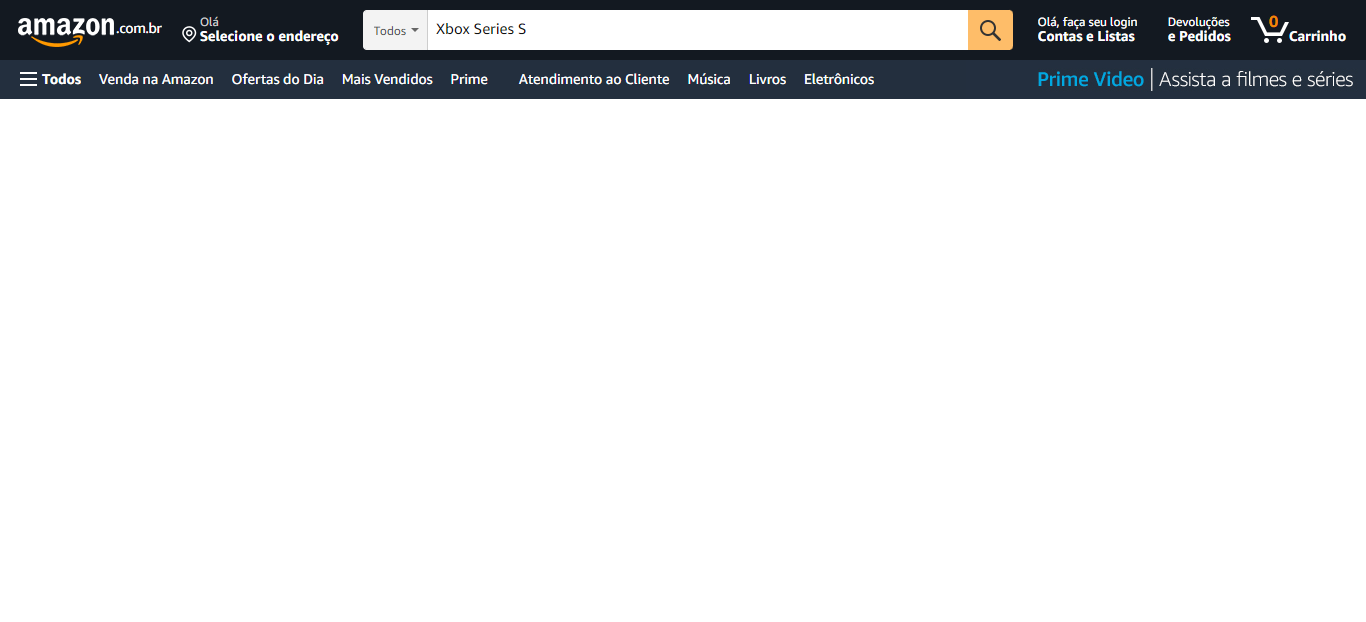 amazon.com.br
Olá
Selecione o endereço
Todos
Xbox Series S
Olá, faça seu login
Contas e Listas
Devoluções
e Pedidos
0
Carrinho
Todos
Venda na Amazon
Ofertas do Dia
Mais Vendidos
Prime
Atendimento ao Cliente
Música
Livros
Eletrônicos
Prime Video | Assista a filmes e séries